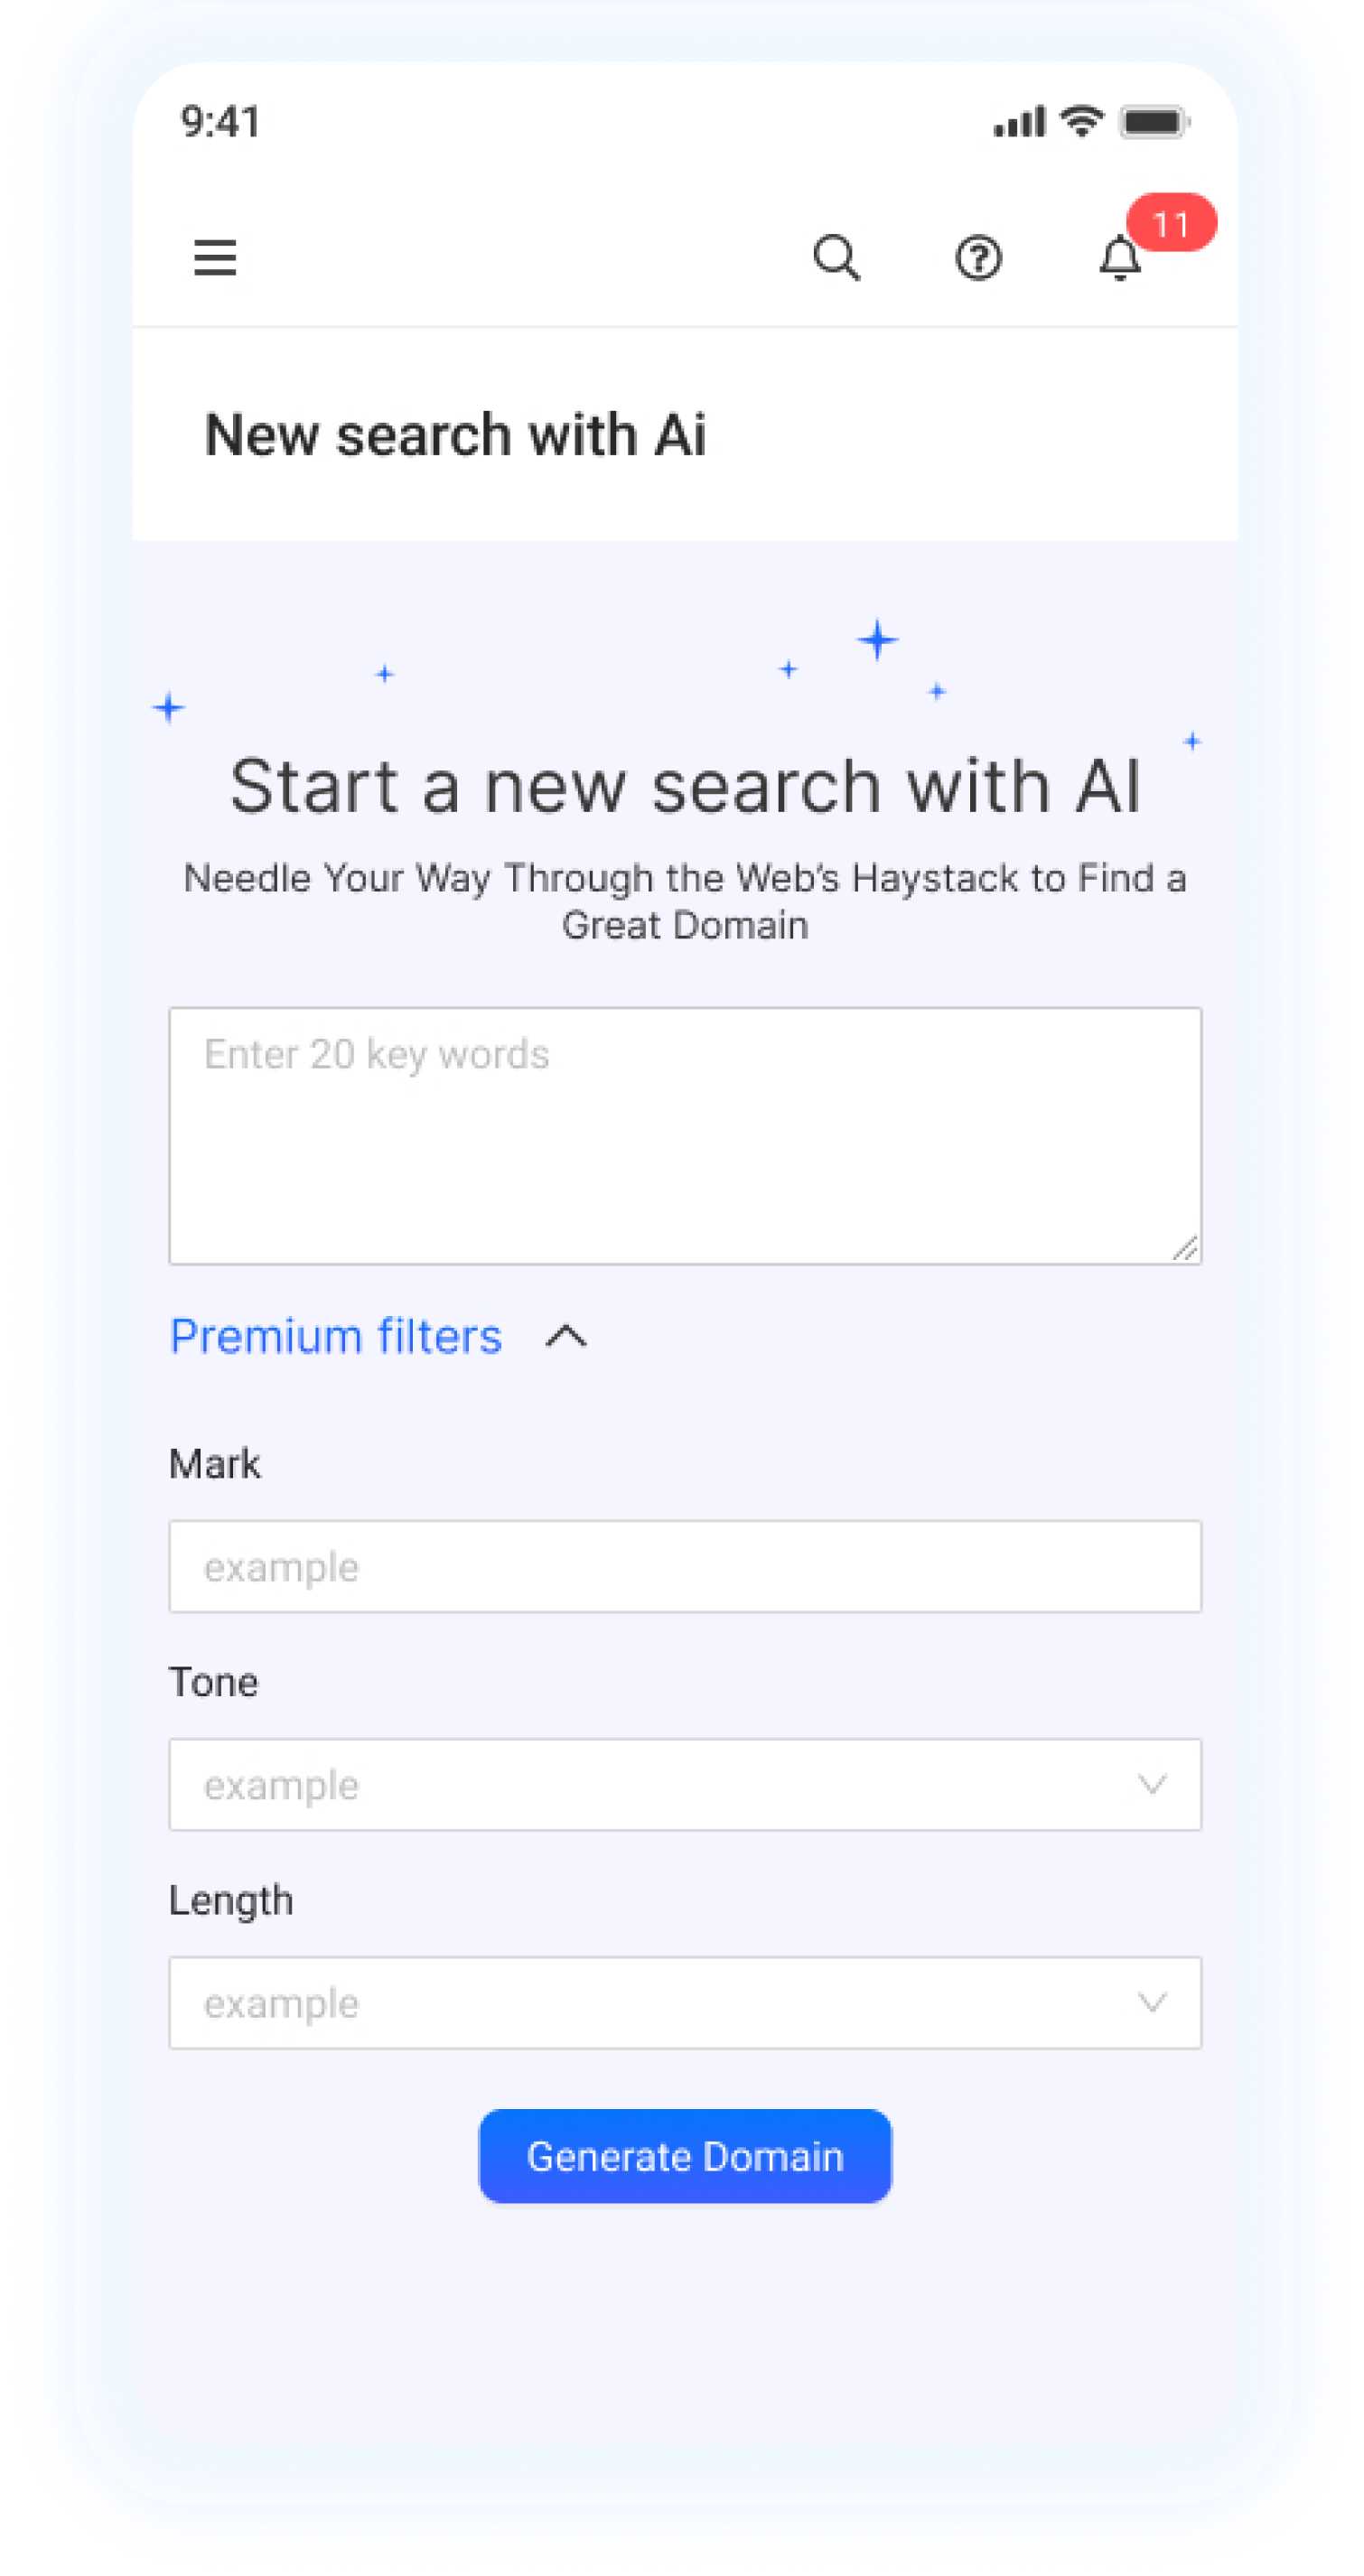 9:41
11
New search with Ai
Start a new search with AI
Needle Your Way Through the Web's Haystack to Find a
Great Domain
Enter 20 key words
Premium filters
Mark
example
Tone
example
Length
example
Generate Domain